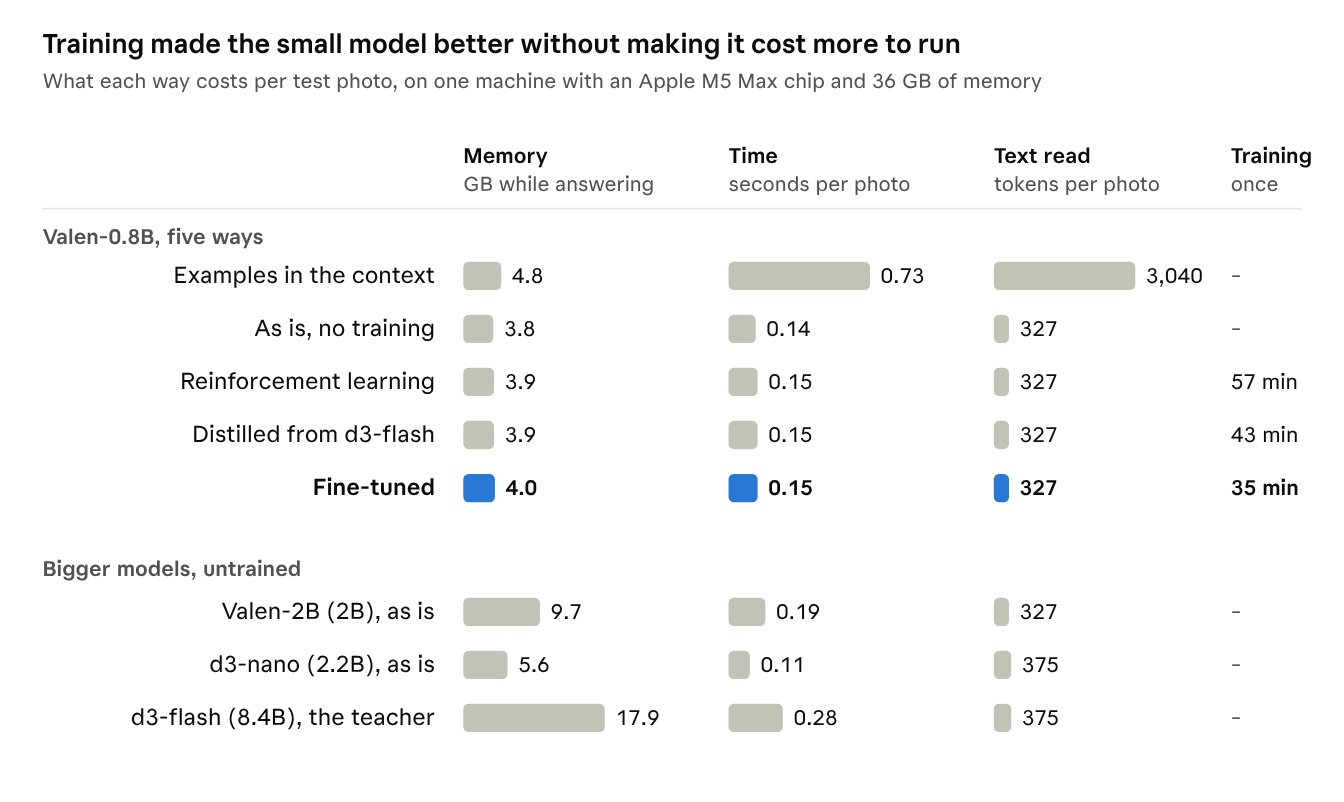 Training made the small model better without making it cost more to run
What each way costs per test photo, on one machine with an Apple M5 Max chip and 36 GB of memory
Memory Time Text read Training
GB while answering seconds per photo tokens per photo once
Valen-0.8B, five ways
Examples in the context 4.8 0.73 3,040 –
As is, no training 3.8 0.14 327 –
Reinforcement learning 3.9 0.15 327 57 min
Distilled from d3-flash 3.9 0.15 327 43 min
Fine-tuned 4.0 0.15 327 35 min
Bigger models, untrained
Valen-2B (2B), as is 9.7 0.19 327 –
d3-nano (2.2B), as is 5.6 0.11 375 –
d3-flash (8.4B), the teacher 17.9 0.28 375 –